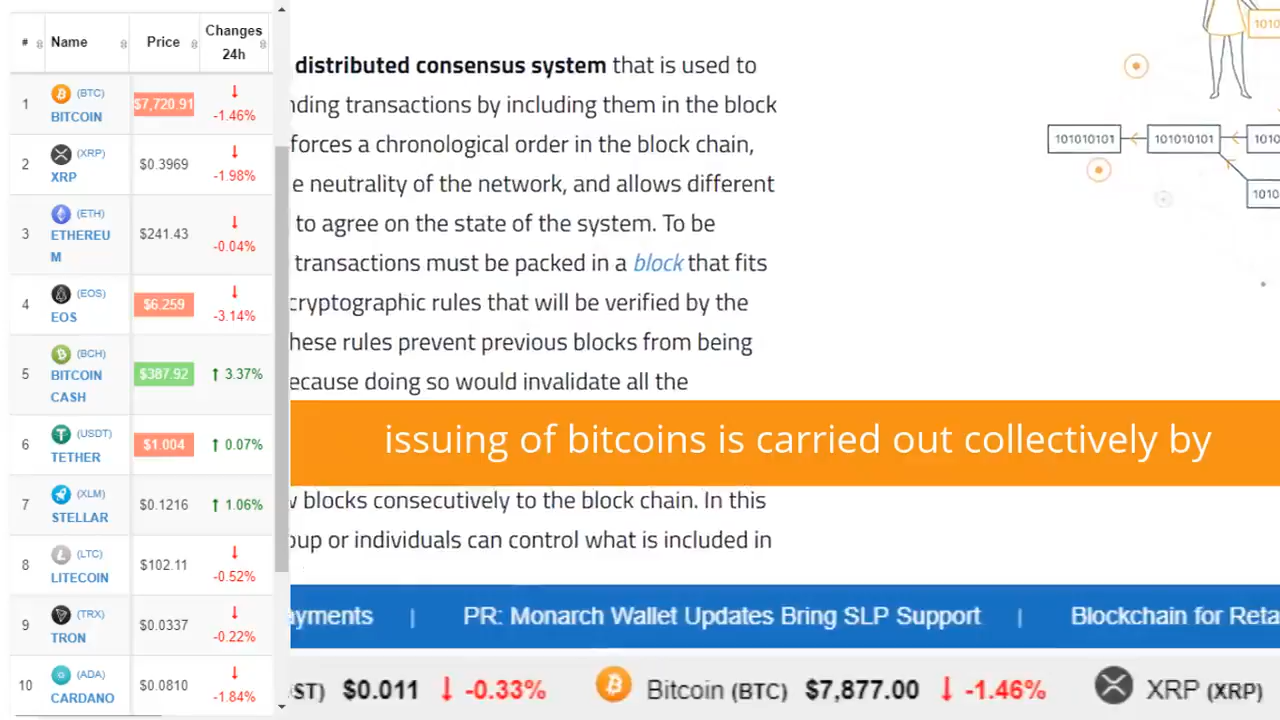 # Name Price Changes 24h
1 (BTC) BITCOIN $7,720.91 ↓ -1.46%
2 (XRP) XRP $0.3969 ↓ -1.98%
3 (ETH) ETHEREUM $241.43 ↓ -0.04%
4 (EOS) EOS $6.259 ↓ -3.14%
5 (BCH) BITCOIN CASH $387.92 ↑ 3.37%
6 (USDT) TETHER $1.004 ↑ 0.07%
7 (XLM) STELLAR $0.1216 ↑ 1.06%
8 (LTC) LITECOIN $102.11 ↓ -0.52%
9 (TRX) TRON $0.0337 ↓ -0.22%
10 (ADA) CARDANO $0.0810 ↓ -1.84%
distributed consensus system that is used to
nding transactions by including them in the block
forces a chronological order in the block chain,
e neutrality of the network, and allows different
to agree on the state of the system. To be
transactions must be packed in a block that fits
cryptographic rules that will be verified by the
hese rules prevent previous blocks from being
ecause doing so would invalidate all the
issuing of bitcoins is carried out collectively by
w blocks consecutively to the block chain. In this
oup or individuals can control what is included in
1010
101010101 101010101 1010
1010
ayments | PR: Monarch Wallet Updates Bring SLP Support | Blockchain for Reta
ST) $0.011 ↓ -0.33% Bitcoin (BTC) $7,877.00 ↓ -1.46% XRP (XRP)